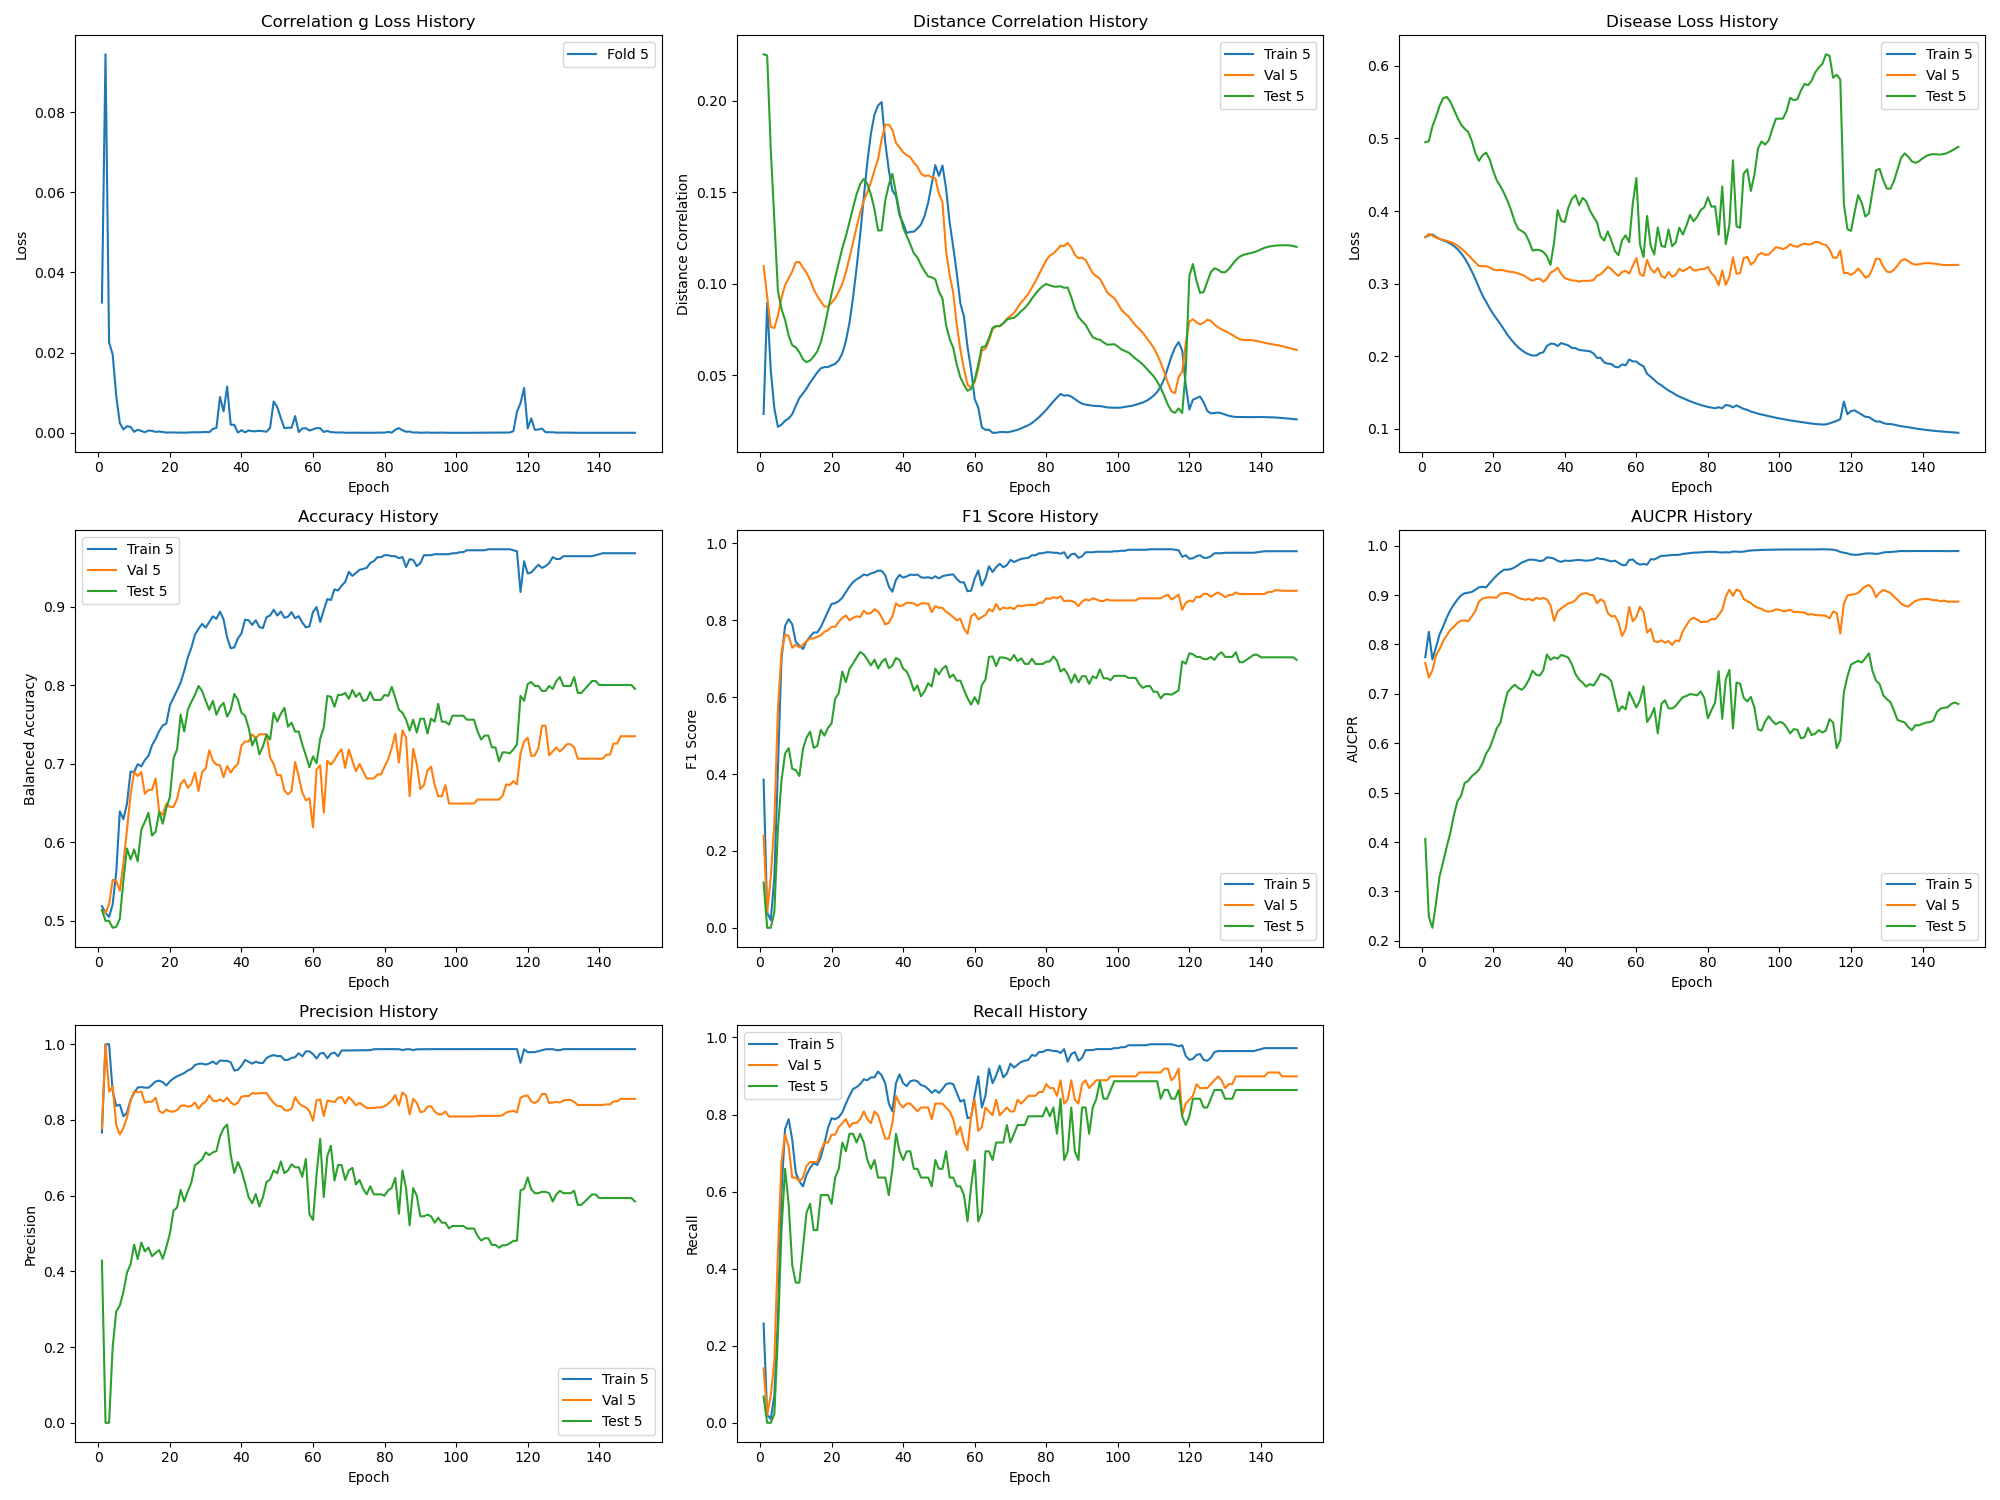 Correlation g Loss History
Loss
0.08
0.06
0.04
0.02
0.00
Fold 5
0 20 40 60 80 100 120 140
Epoch
Distance Correlation History
Distance Correlation
0.20
0.15
0.10
0.05
Train 5
Val 5
Test 5
0 20 40 60 80 100 120 140
Epoch
Disease Loss History
Loss
0.6
0.5
0.4
0.3
0.2
0.1
Train 5
Val 5
Test 5
0 20 40 60 80 100 120 140
Epoch
Accuracy History
Balanced Accuracy
0.9
0.8
0.7
0.6
0.5
Train 5
Val 5
Test 5
0 20 40 60 80 100 120 140
Epoch
F1 Score History
F1 Score
1.0
0.8
0.6
0.4
0.2
0.0
Train 5
Val 5
Test 5
0 20 40 60 80 100 120 140
Epoch
AUCPR History
AUCPR
1.0
0.9
0.8
0.7
0.6
0.5
0.4
0.3
0.2
Train 5
Val 5
Test 5
0 20 40 60 80 100 120 140
Epoch
Precision History
Precision
1.0
0.8
0.6
0.4
0.2
0.0
Train 5
Val 5
Test 5
0 20 40 60 80 100 120 140
Epoch
Recall History
Recall
1.0
0.8
0.6
0.4
0.2
0.0
Train 5
Val 5
Test 5
0 20 40 60 80 100 120 140
Epoch